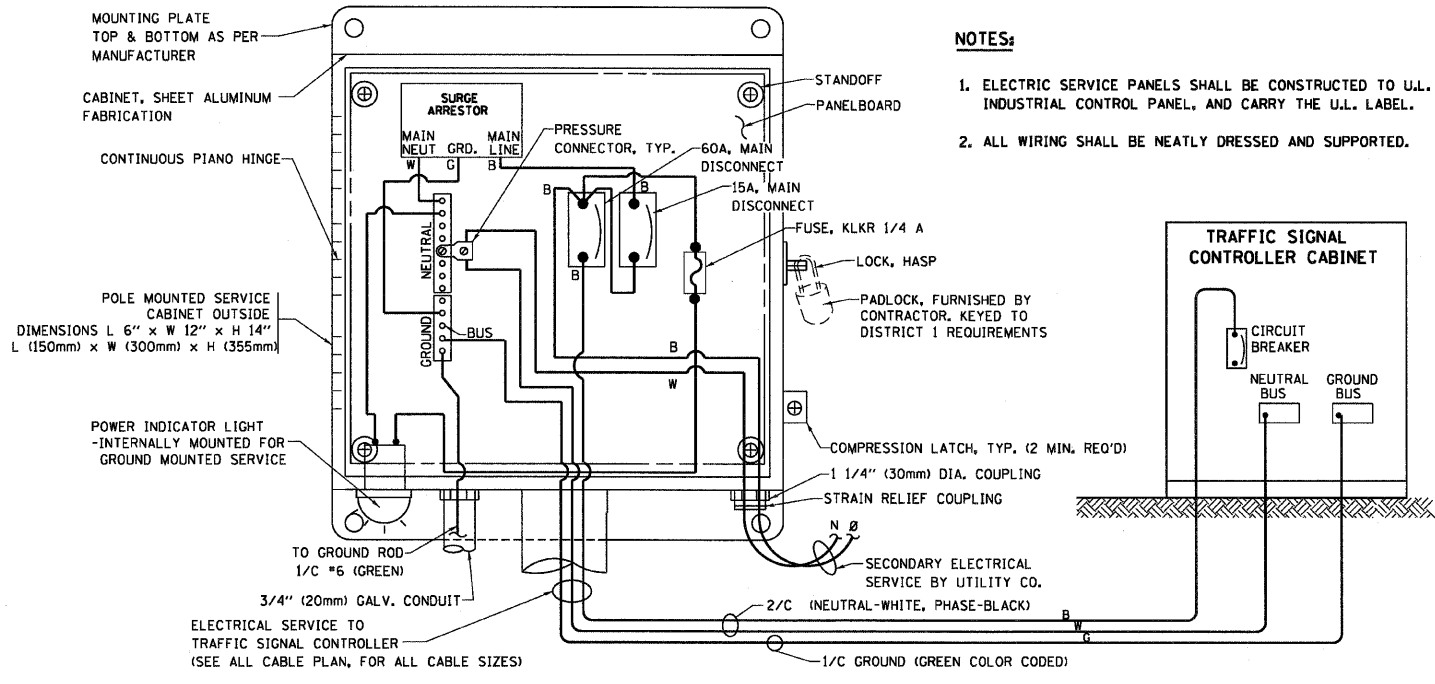 MOUNTING PLATE
TOP & BOTTOM AS PER
MANUFACTURER
CABINET, SHEET ALUMINUM
FABRICATION
CONTINUOUS PIANO HINGE
POLE MOUNTED SERVICE
CABINET OUTSIDE
DIMENSIONS L 6" x W 12" x H 14"
L (150mm) x W (300mm) x H (355mm)
POWER INDICATOR LIGHT
-INTERNALLY MOUNTED FOR
GROUND MOUNTED SERVICE
TO GROUND ROD
1/C #6 (GREEN)
3/4" (20mm) GALV. CONDUIT
ELECTRICAL SERVICE TO
TRAFFIC SIGNAL CONTROLLER
(SEE ALL CABLE PLAN, FOR ALL CABLE SIZES)
SURGE
ARRESTOR
MAIN
NEUT
GRD.
MAIN
LINE
W
G
B
NEUTRAL
GROUND
BUS
PRESSURE
CONNECTOR, TYP.
60A, MAIN
DISCONNECT
15A, MAIN
DISCONNECT
B
B
B
B
W
STANDOFF
PANELBOARD
FUSE, KLKR 1/4 A
LOCK, HASP
PADLOCK, FURNISHED BY
CONTRACTOR. KEYED TO
DISTRICT 1 REQUIREMENTS
COMPRESSION LATCH, TYP. (2 MIN. REQ'D)
1 1/4" (30mm) DIA. COUPLING
STRAIN RELIEF COUPLING
N Ø
SECONDARY ELECTRICAL
SERVICE BY UTILITY CO.
2/C (NEUTRAL-WHITE, PHASE-BLACK)
B
W
G
1/C GROUND (GREEN COLOR CODED)
NOTES:
1. ELECTRIC SERVICE PANELS SHALL BE CONSTRUCTED TO U.L.
INDUSTRIAL CONTROL PANEL, AND CARRY THE U.L. LABEL.
2. ALL WIRING SHALL BE NEATLY DRESSED AND SUPPORTED.
TRAFFIC SIGNAL
CONTROLLER CABINET
CIRCUIT
BREAKER
NEUTRAL
BUS
GROUND
BUS